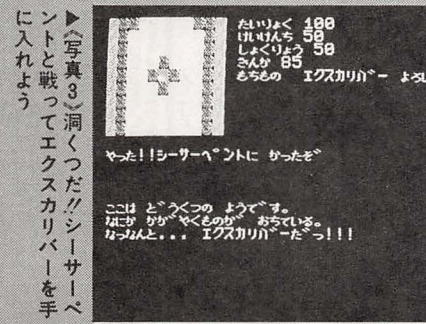 ▶《写真3》洞くつだ!!シーサーペ
ントと戦ってエクスカリバーを手
に入れよう
たいりょく 100
けいけんち 50
しょくりょう 50
きんか 85
もちもの エクスカリバー よろ
やった!!シーサーペントに かったぞ
ここは どうくつの ようです。
なにか かがやくものが おちている。
なっなんと... エクスカリバーだっ!!!